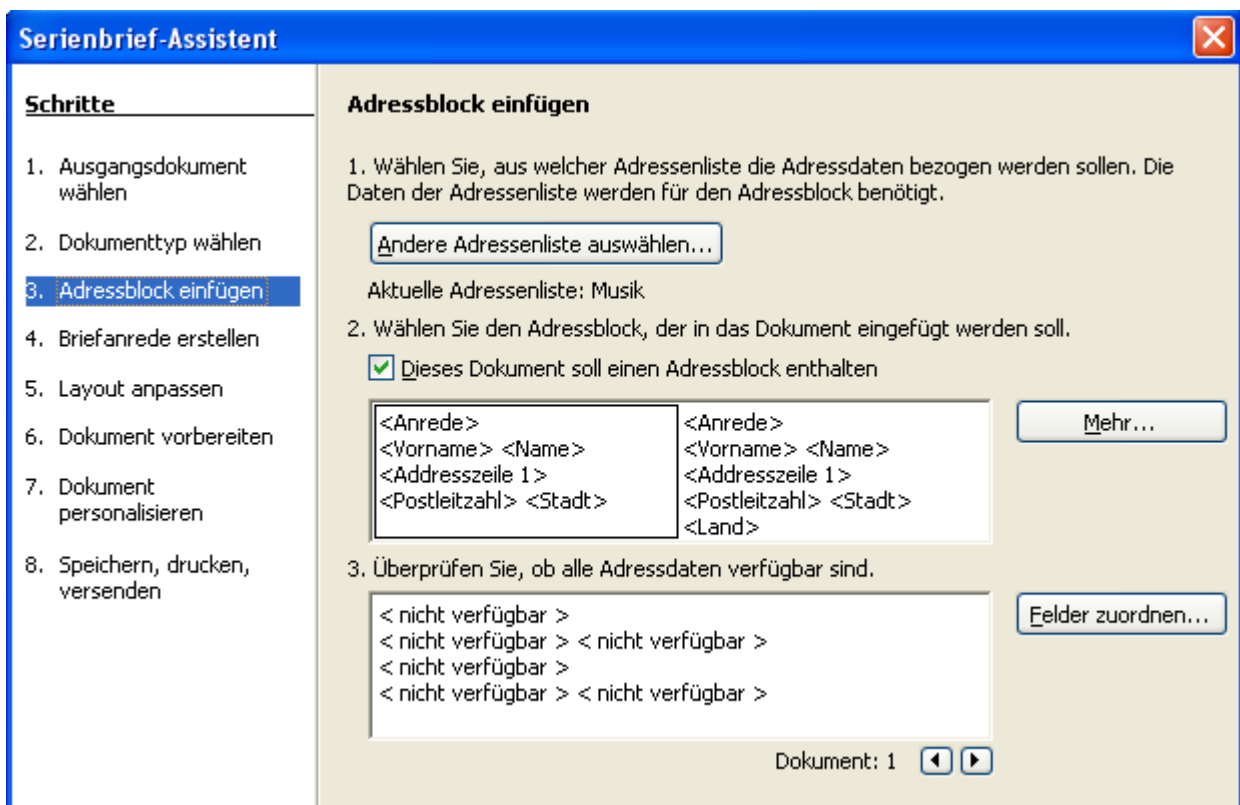 Serienbrief-Assistent
Schritte
1. Ausgangsdokument
wählen
2. Dokumenttyp wählen
3. Adressblock einfügen
4. Briefanrede erstellen
5. Layout anpassen
6. Dokument vorbereiten
7. Dokument
personalisieren
8. Speichern, drucken,
versenden
Adressblock einfügen
1. Wählen Sie, aus welcher Adressenliste die Adressdaten bezogen werden sollen. Die
Daten der Adressenliste werden für den Adressblock benötigt.
Andere Adressenliste auswählen...
Aktuelle Adressenliste: Musik
2. Wählen Sie den Adressblock, der in das Dokument eingefügt werden soll.
Dieses Dokument soll einen Adressblock enthalten
<Anrede>
<Vorname> <Name>
<Addresszeile 1>
<Postleitzahl> <Stadt>
<Anrede>
<Vorname> <Name>
<Addresszeile 1>
<Postleitzahl> <Stadt>
<Land>
Mehr...
3. Überprüfen Sie, ob alle Adressdaten verfügbar sind.
< nicht verfügbar >
< nicht verfügbar > < nicht verfügbar >
< nicht verfügbar >
< nicht verfügbar > < nicht verfügbar >
Felder zuordnen...
Dokument: 1